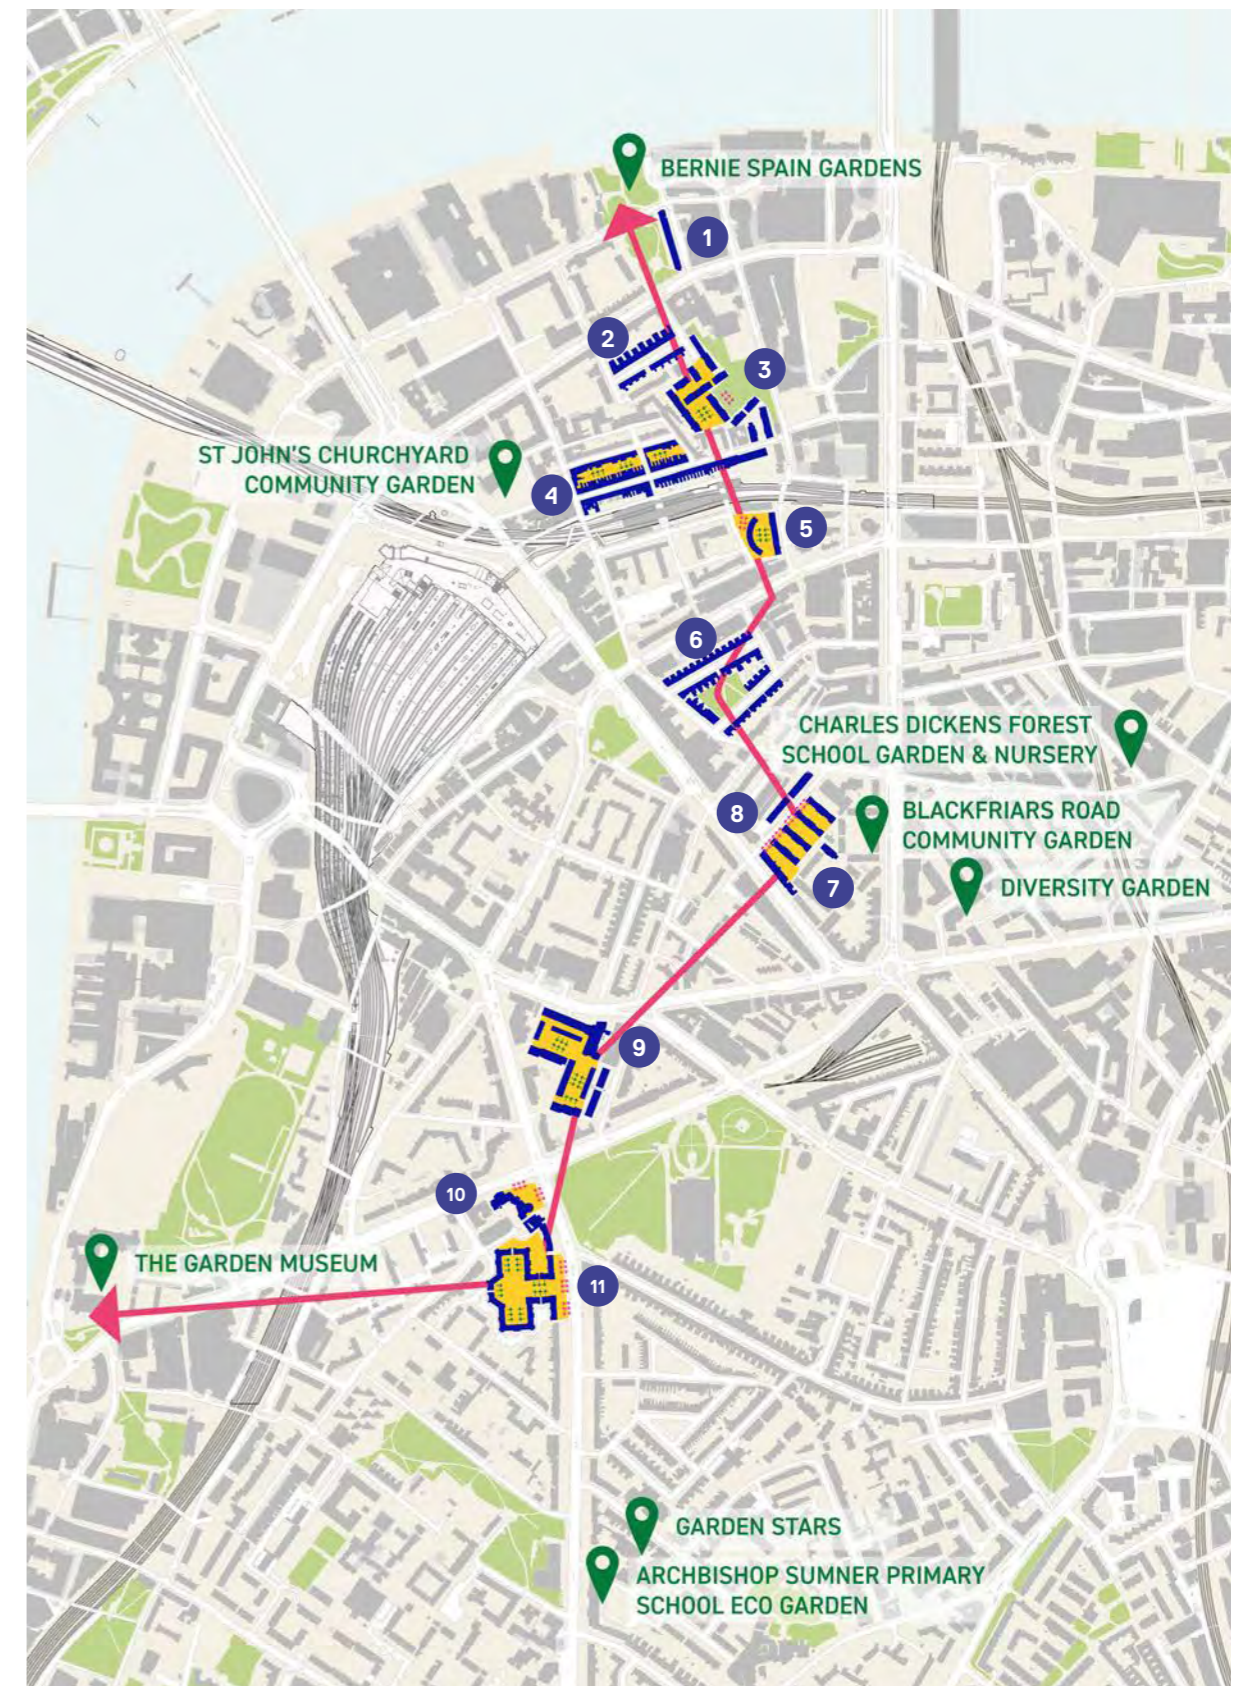 BERNIE SPAIN GARDENS
1
2
3
ST JOHN'S CHURCHYARD
COMMUNITY GARDEN
4
5
6
CHARLES DICKENS FOREST
SCHOOL GARDEN & NURSERY
8
BLACKFRIARS ROAD
COMMUNITY GARDEN
7
DIVERSITY GARDEN
9
10
THE GARDEN MUSEUM
11
GARDEN STARS
ARCHBISHOP SUMNER PRIMARY
SCHOOL ECO GARDEN